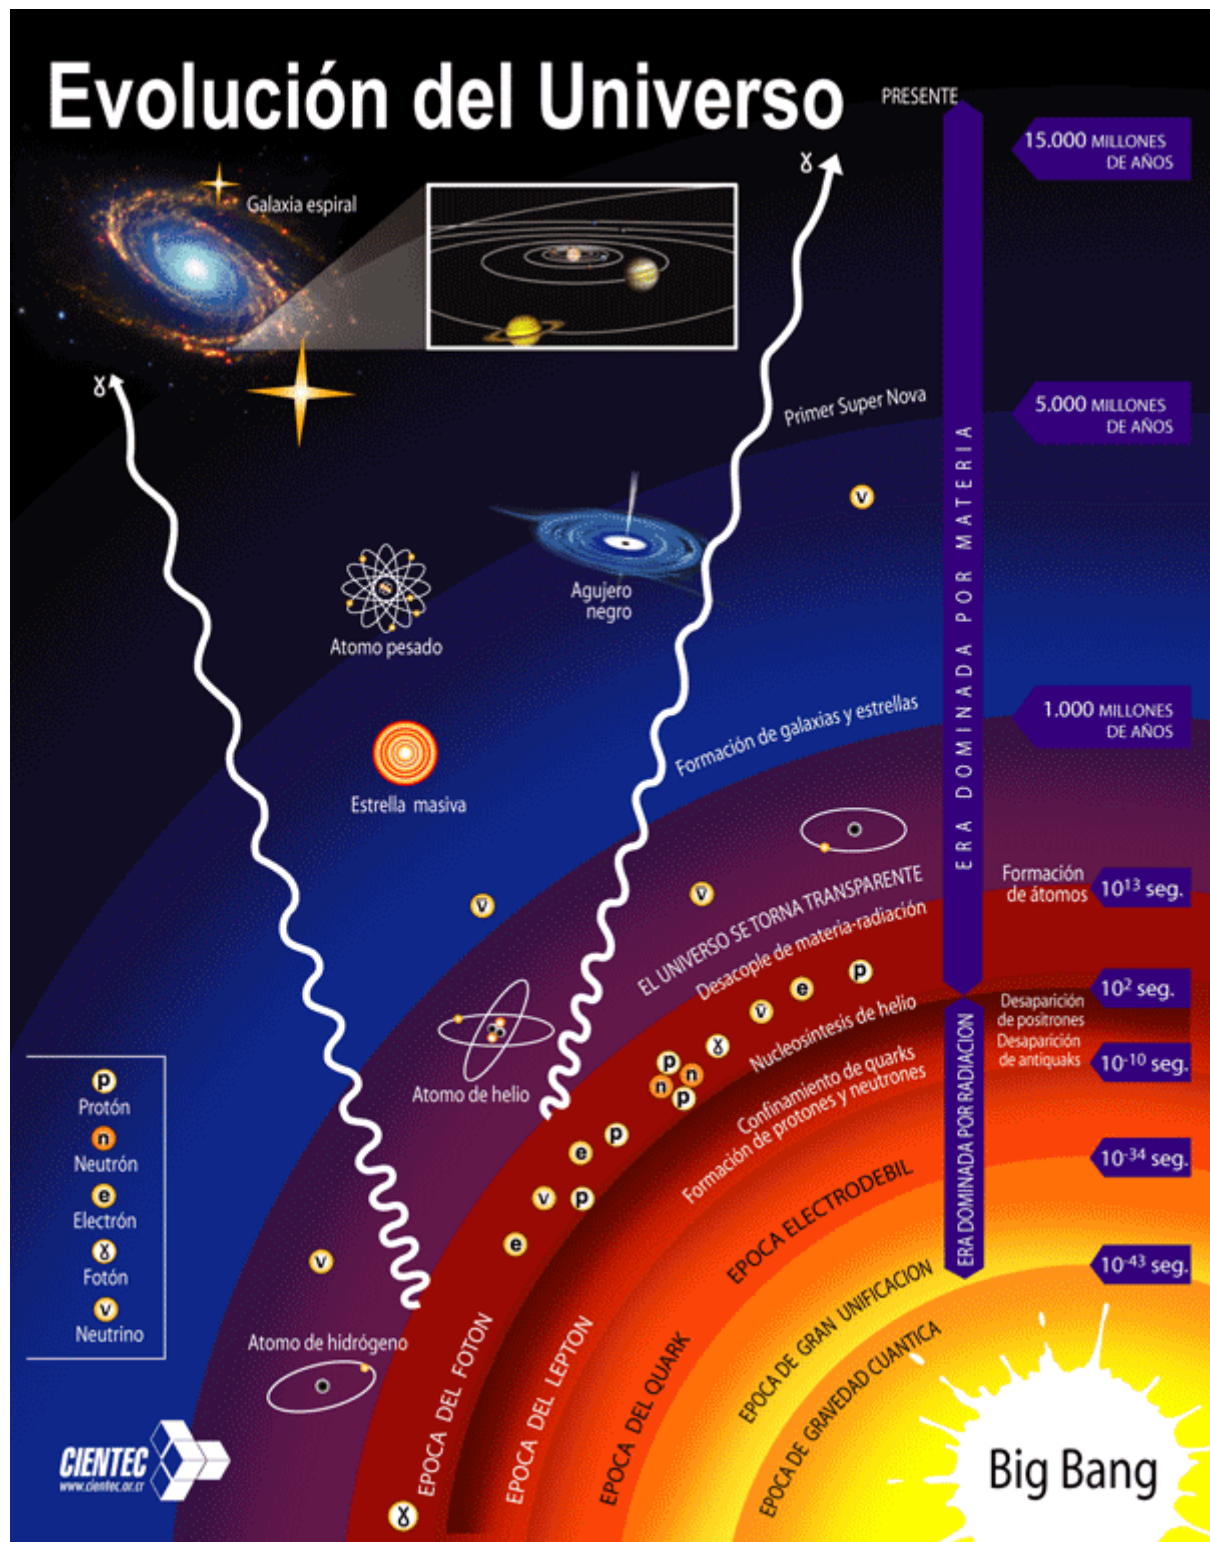 Evolución del Universo
PRESENTE
15.000 MILLONES
DE AÑOS
ɣ
Galaxia espiral
ɣ
Primer Super Nova
5.000 MILLONES
DE AÑOS
ERA DOMINADA POR MATERIA
ν
Agujero
negro
Atomo pesado
Formación de galaxias y estrellas
1.000 MILLONES
DE AÑOS
Estrella masiva
Formación
de átomos
10¹³ seg.
ν̄
ν̄
EL UNIVERSO SE TORNA TRANSPARENTE
Desacople de materia-radiación
p
e
ν̄
ɣ
10² seg.
Desaparición
de positrones
Nucleosíntesis de helio
Desaparición
de antiquaks
10⁻¹⁰ seg.
p
n
n
p
Confinamiento de quarks
Formación de protones y neutrones
Atomo de helio
p
e
ν
p
e
p
Protón
n
Neutrón
e
Electrón
ɣ
Fotón
ν
Neutrino
ERA DOMINADA POR RADIACION
10⁻³⁴ seg.
EPOCA ELECTRODEBIL
10⁻⁴³ seg.
ν
Atomo de hidrógeno
EPOCA DEL FOTON
EPOCA DEL LEPTON
EPOCA DEL QUARK
EPOCA DE GRAN UNIFICACION
EPOCA DE GRAVEDAD CUANTICA
Big Bang
ɣ
CIENTEC
www.cientec.or.cr